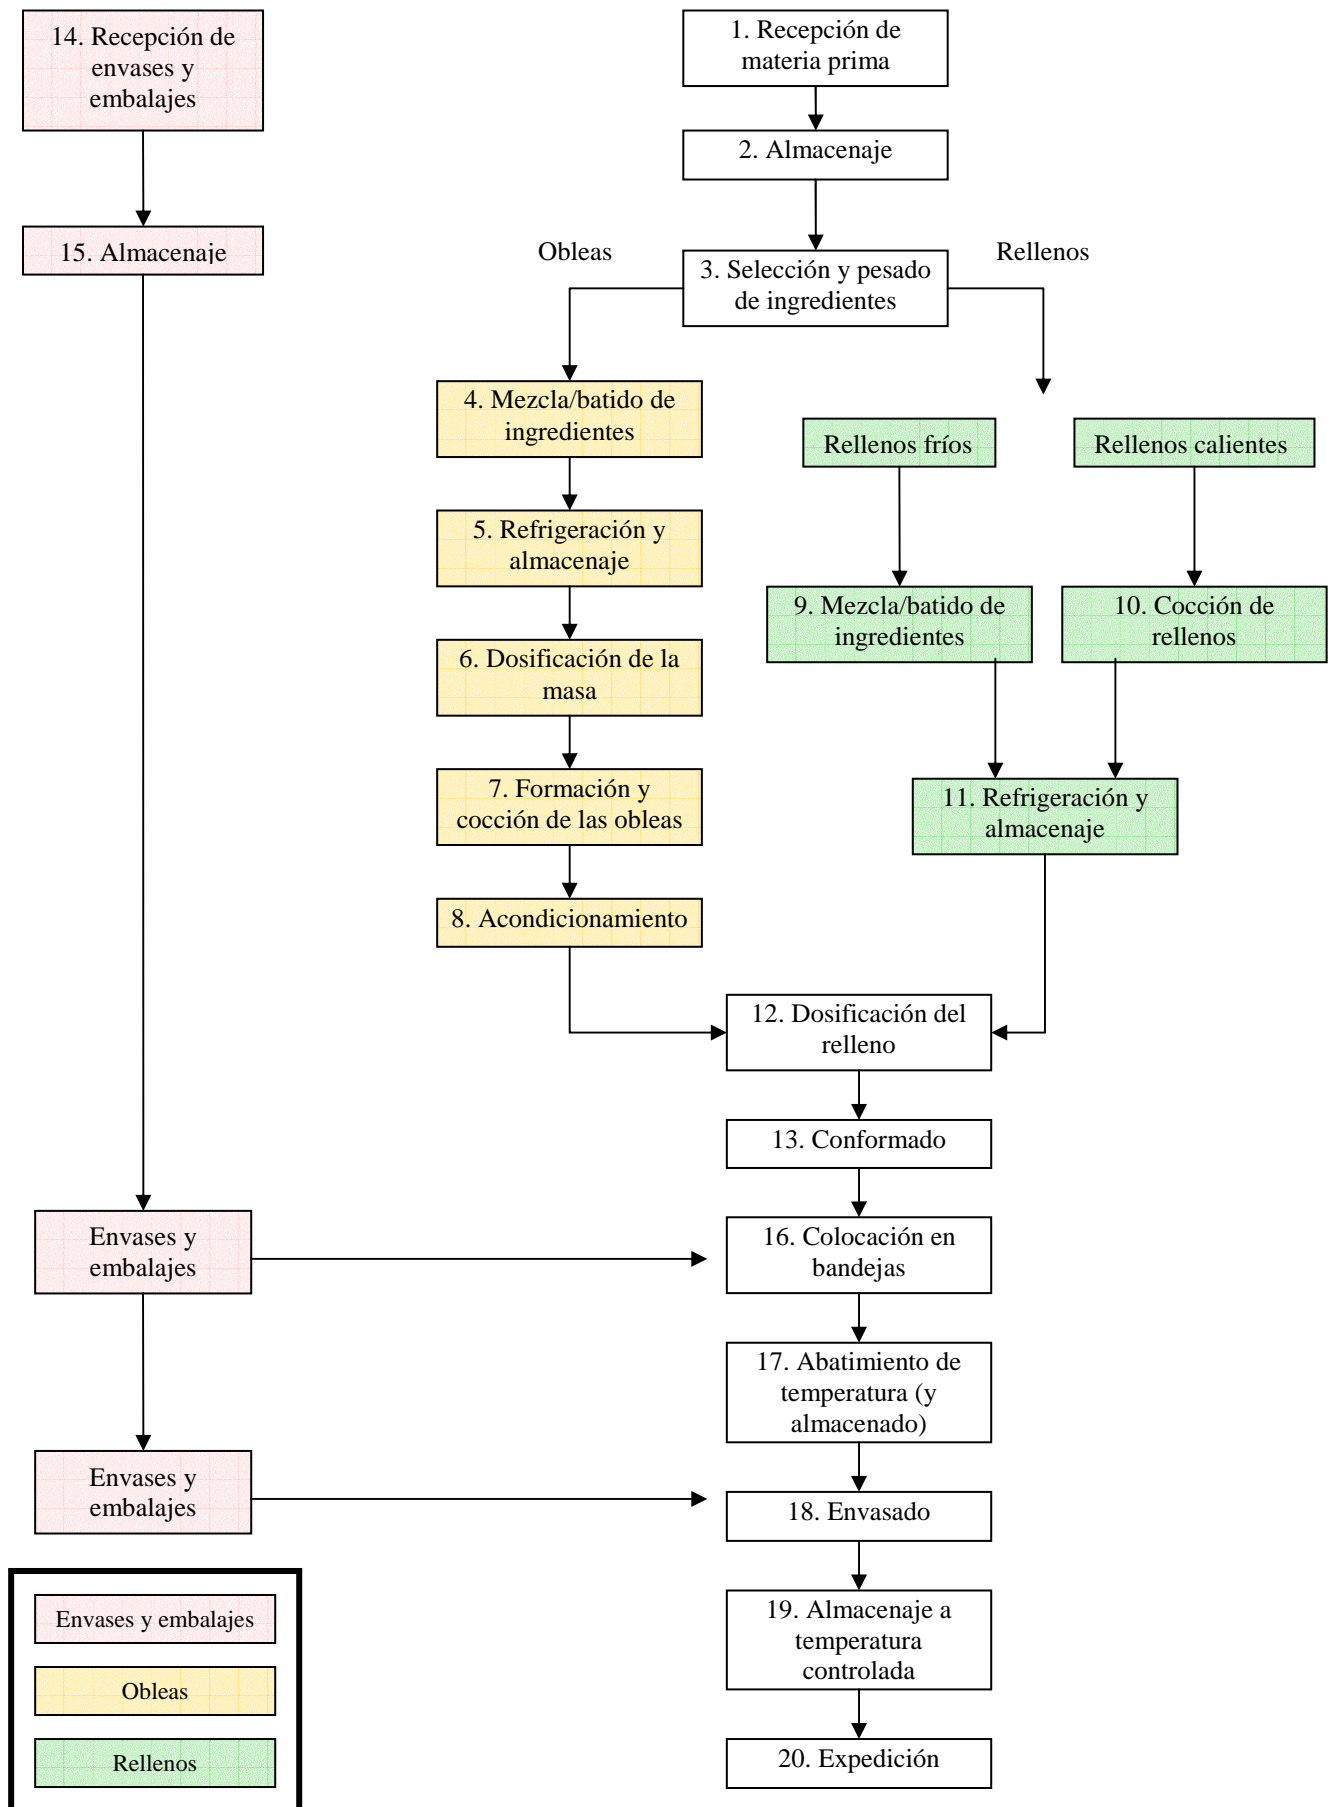 14. Recepción de
envases y
embalajes
1. Recepción de
materia prima
2. Almacenaje
15. Almacenaje
Obleas
Rellenos
3. Selección y pesado
de ingredientes
4. Mezcla/batido de
ingredientes
Rellenos fríos
Rellenos calientes
5. Refrigeración y
almacenaje
9. Mezcla/batido de
ingredientes
10. Cocción de
rellenos
6. Dosificación de la
masa
7. Formación y
cocción de las obleas
11. Refrigeración y
almacenaje
8. Acondicionamiento
12. Dosificación del
relleno
13. Conformado
Envases y
embalajes
16. Colocación en
bandejas
17. Abatimiento de
temperatura (y
almacenado)
Envases y
embalajes
18. Envasado
19. Almacenaje a
temperatura
controlada
20. Expedición
Envases y embalajes
Obleas
Rellenos